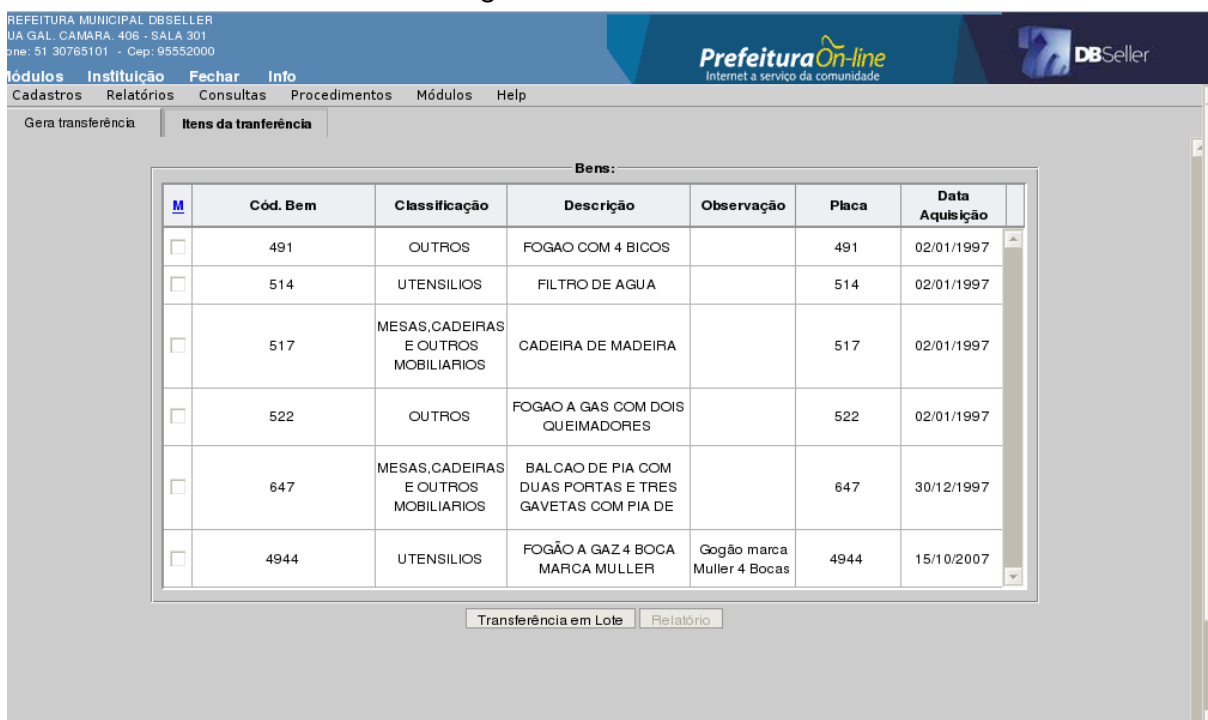 REFEITURA MUNICIPAL DBSELLER
UA GAL. CAMARA. 406 - SALA 301
one: 51 30765101 - Cep: 95552000
Módulos Instituição Fechar Info
Prefeitura On-line
Internet a serviço da comunidade
DBSeller
Cadastros Relatórios Consultas Procedimentos Módulos Help
Gera transferência Itens da tranferência
Bens:
M Cód. Bem Classificação Descrição Observação Placa Data Aquisição
491 OUTROS FOGAO COM 4 BICOS 491 02/01/1997
514 UTENSILIOS FILTRO DE AGUA 514 02/01/1997
517 MESAS,CADEIRAS E OUTROS MOBILIARIOS CADEIRA DE MADEIRA 517 02/01/1997
522 OUTROS FOGAO A GAS COM DOIS QUEIMADORES 522 02/01/1997
647 MESAS,CADEIRAS E OUTROS MOBILIARIOS BALCAO DE PIA COM DUAS PORTAS E TRES GAVETAS COM PIA DE 647 30/12/1997
4944 UTENSILIOS FOGÃO A GAZ 4 BOCA MARCA MULLER Gogão marca Muller 4 Bocas 4944 15/10/2007
Transferência em Lote Relatório